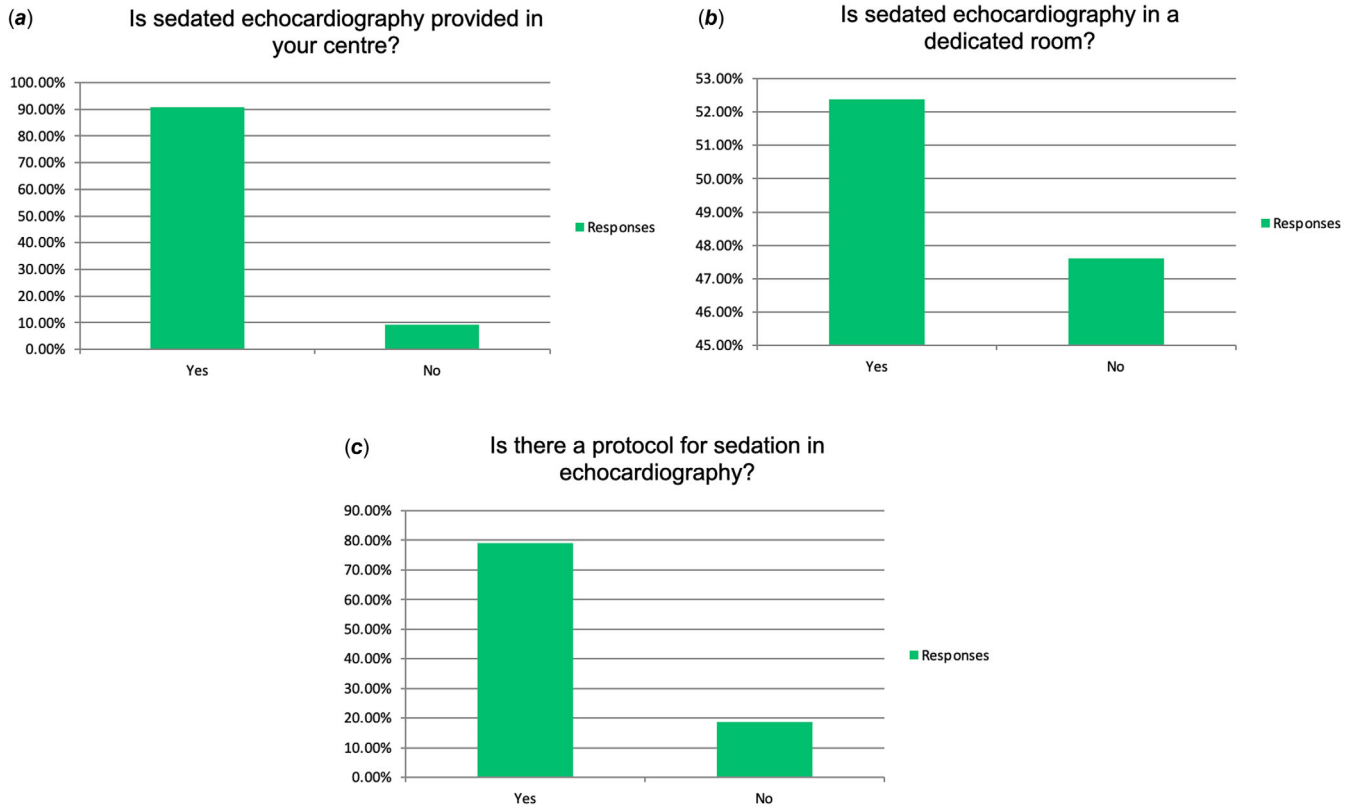 (a)
Is sedated echocardiography provided in
your centre?
100.00%
90.00%
80.00%
70.00%
60.00%
50.00%
40.00%
30.00%
20.00%
10.00%
0.00%
Yes
No
Responses
(b)
Is sedated echocardiography in a
dedicated room?
53.00%
52.00%
51.00%
50.00%
49.00%
48.00%
47.00%
46.00%
45.00%
Yes
No
Responses
(c)
Is there a protocol for sedation in
echocardiography?
90.00%
80.00%
70.00%
60.00%
50.00%
40.00%
30.00%
20.00%
10.00%
0.00%
Yes
No
Responses